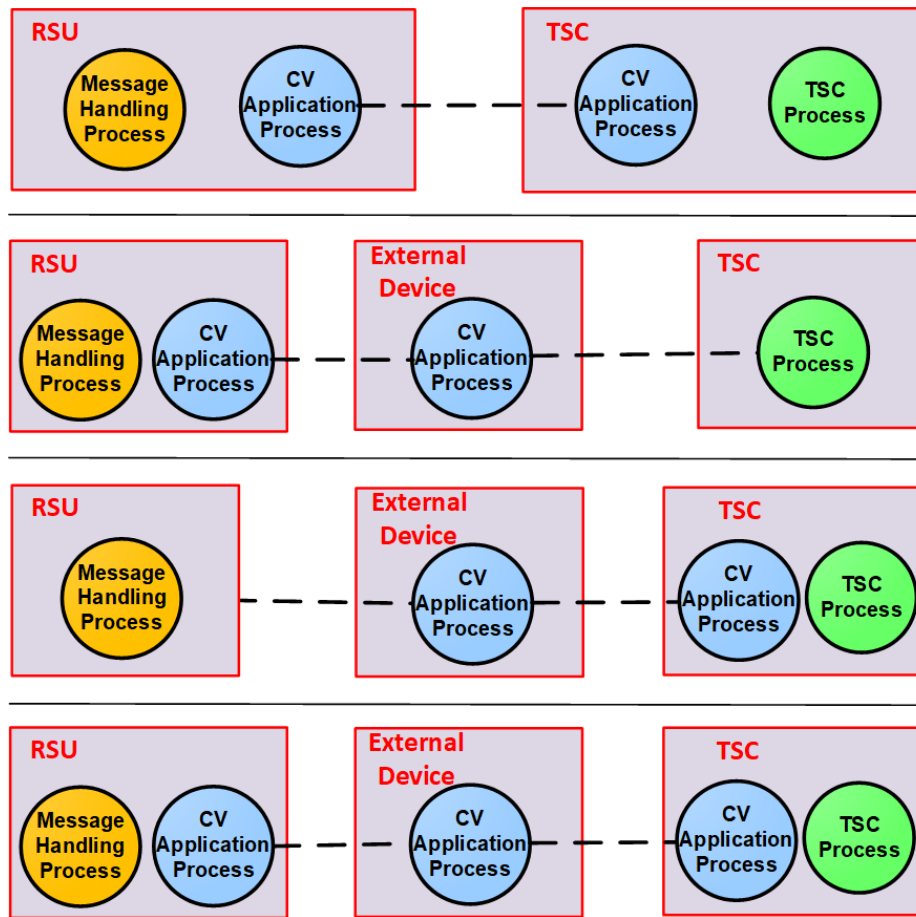 RSU
Message
Handling
Process
CV
Application
Process
TSC
CV
Application
Process
TSC
Process
RSU
Message
Handling
Process
CV
Application
Process
External
Device
CV
Application
Process
TSC
TSC
Process
RSU
Message
Handling
Process
External
Device
CV
Application
Process
TSC
CV
Application
Process
TSC
Process
RSU
Message
Handling
Process
CV
Application
Process
External
Device
CV
Application
Process
TSC
CV
Application
Process
TSC
Process